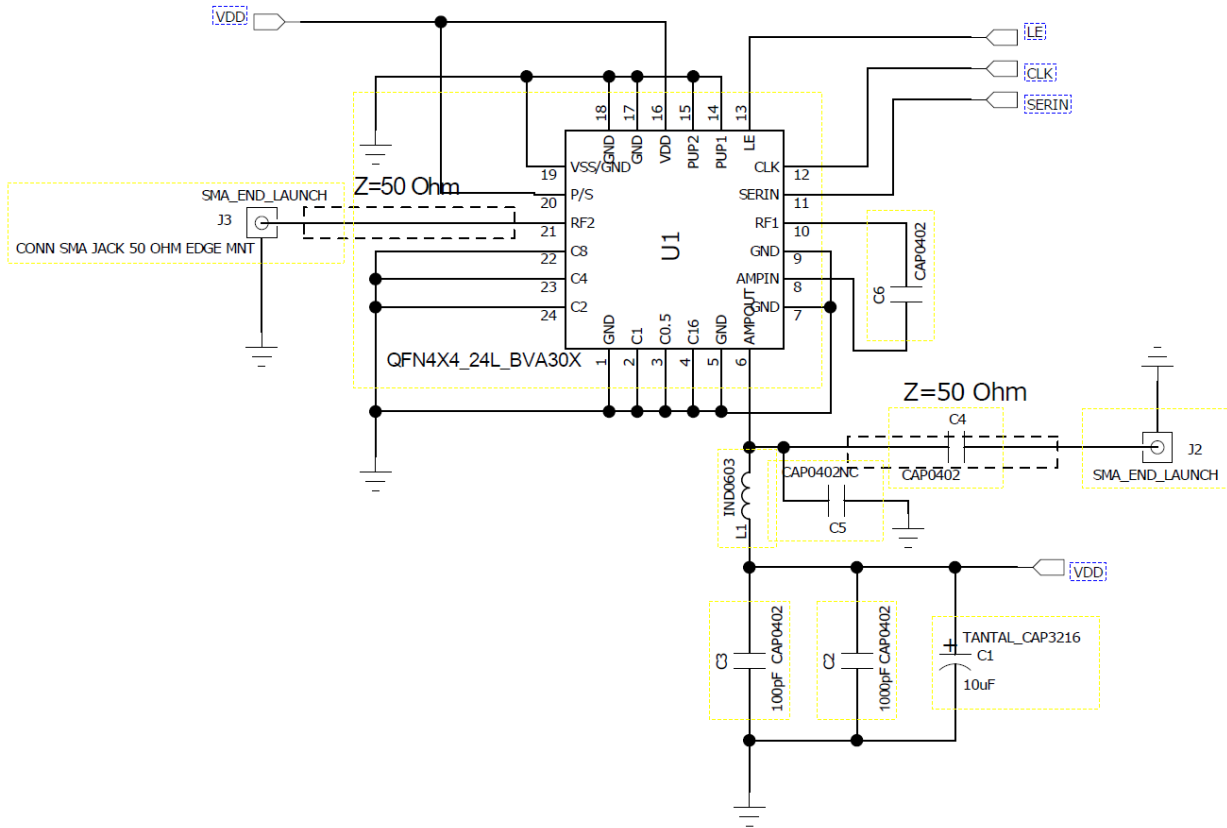 VDD
LE
CLK
SERIN
18
17
16
15
14
13
GND
GND
VDD
PUP2
PUP1
LE
19
VSS/GND
CLK
12
Z=50 Ohm
20
P/S
SERIN
11
SMA_END_LAUNCH
J3
21
RF2
RF1
10
CONN SMA JACK 50 OHM EDGE MNT
22
C8
U1
GND
9
23
C4
AMPIN
8
24
C2
GND
7
CAP0402
C6
GND
C1
C0.5
C16
GND
AMPOUT
QFN4X4_24L_BVA30X
1
2
3
4
5
6
Z=50 Ohm
C4
CAP0402
J2
SMA_END_LAUNCH
IND0603
L1
CAP0402NC
C5
VDD
C3
100pF CAP0402
C2
1000pF CAP0402
+
TANTAL_CAP3216
C1
10uF